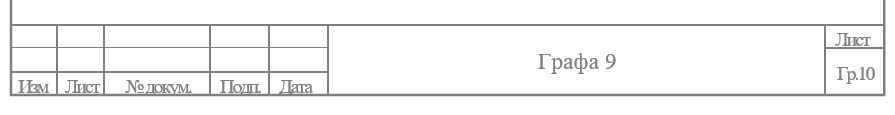 Лист
Графа 9
Гр.10
Изм Лист № докум. Подп. Дата